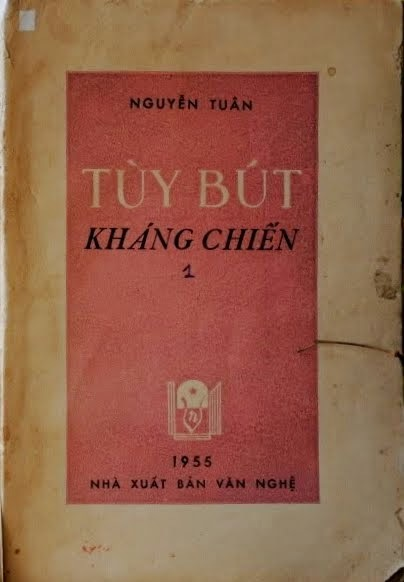 NGUYỄN TUÂN
TÙY BÚT
KHÁNG CHIẾN
1
1955
NHÀ XUẤT BẢN VĂN NGHỆ